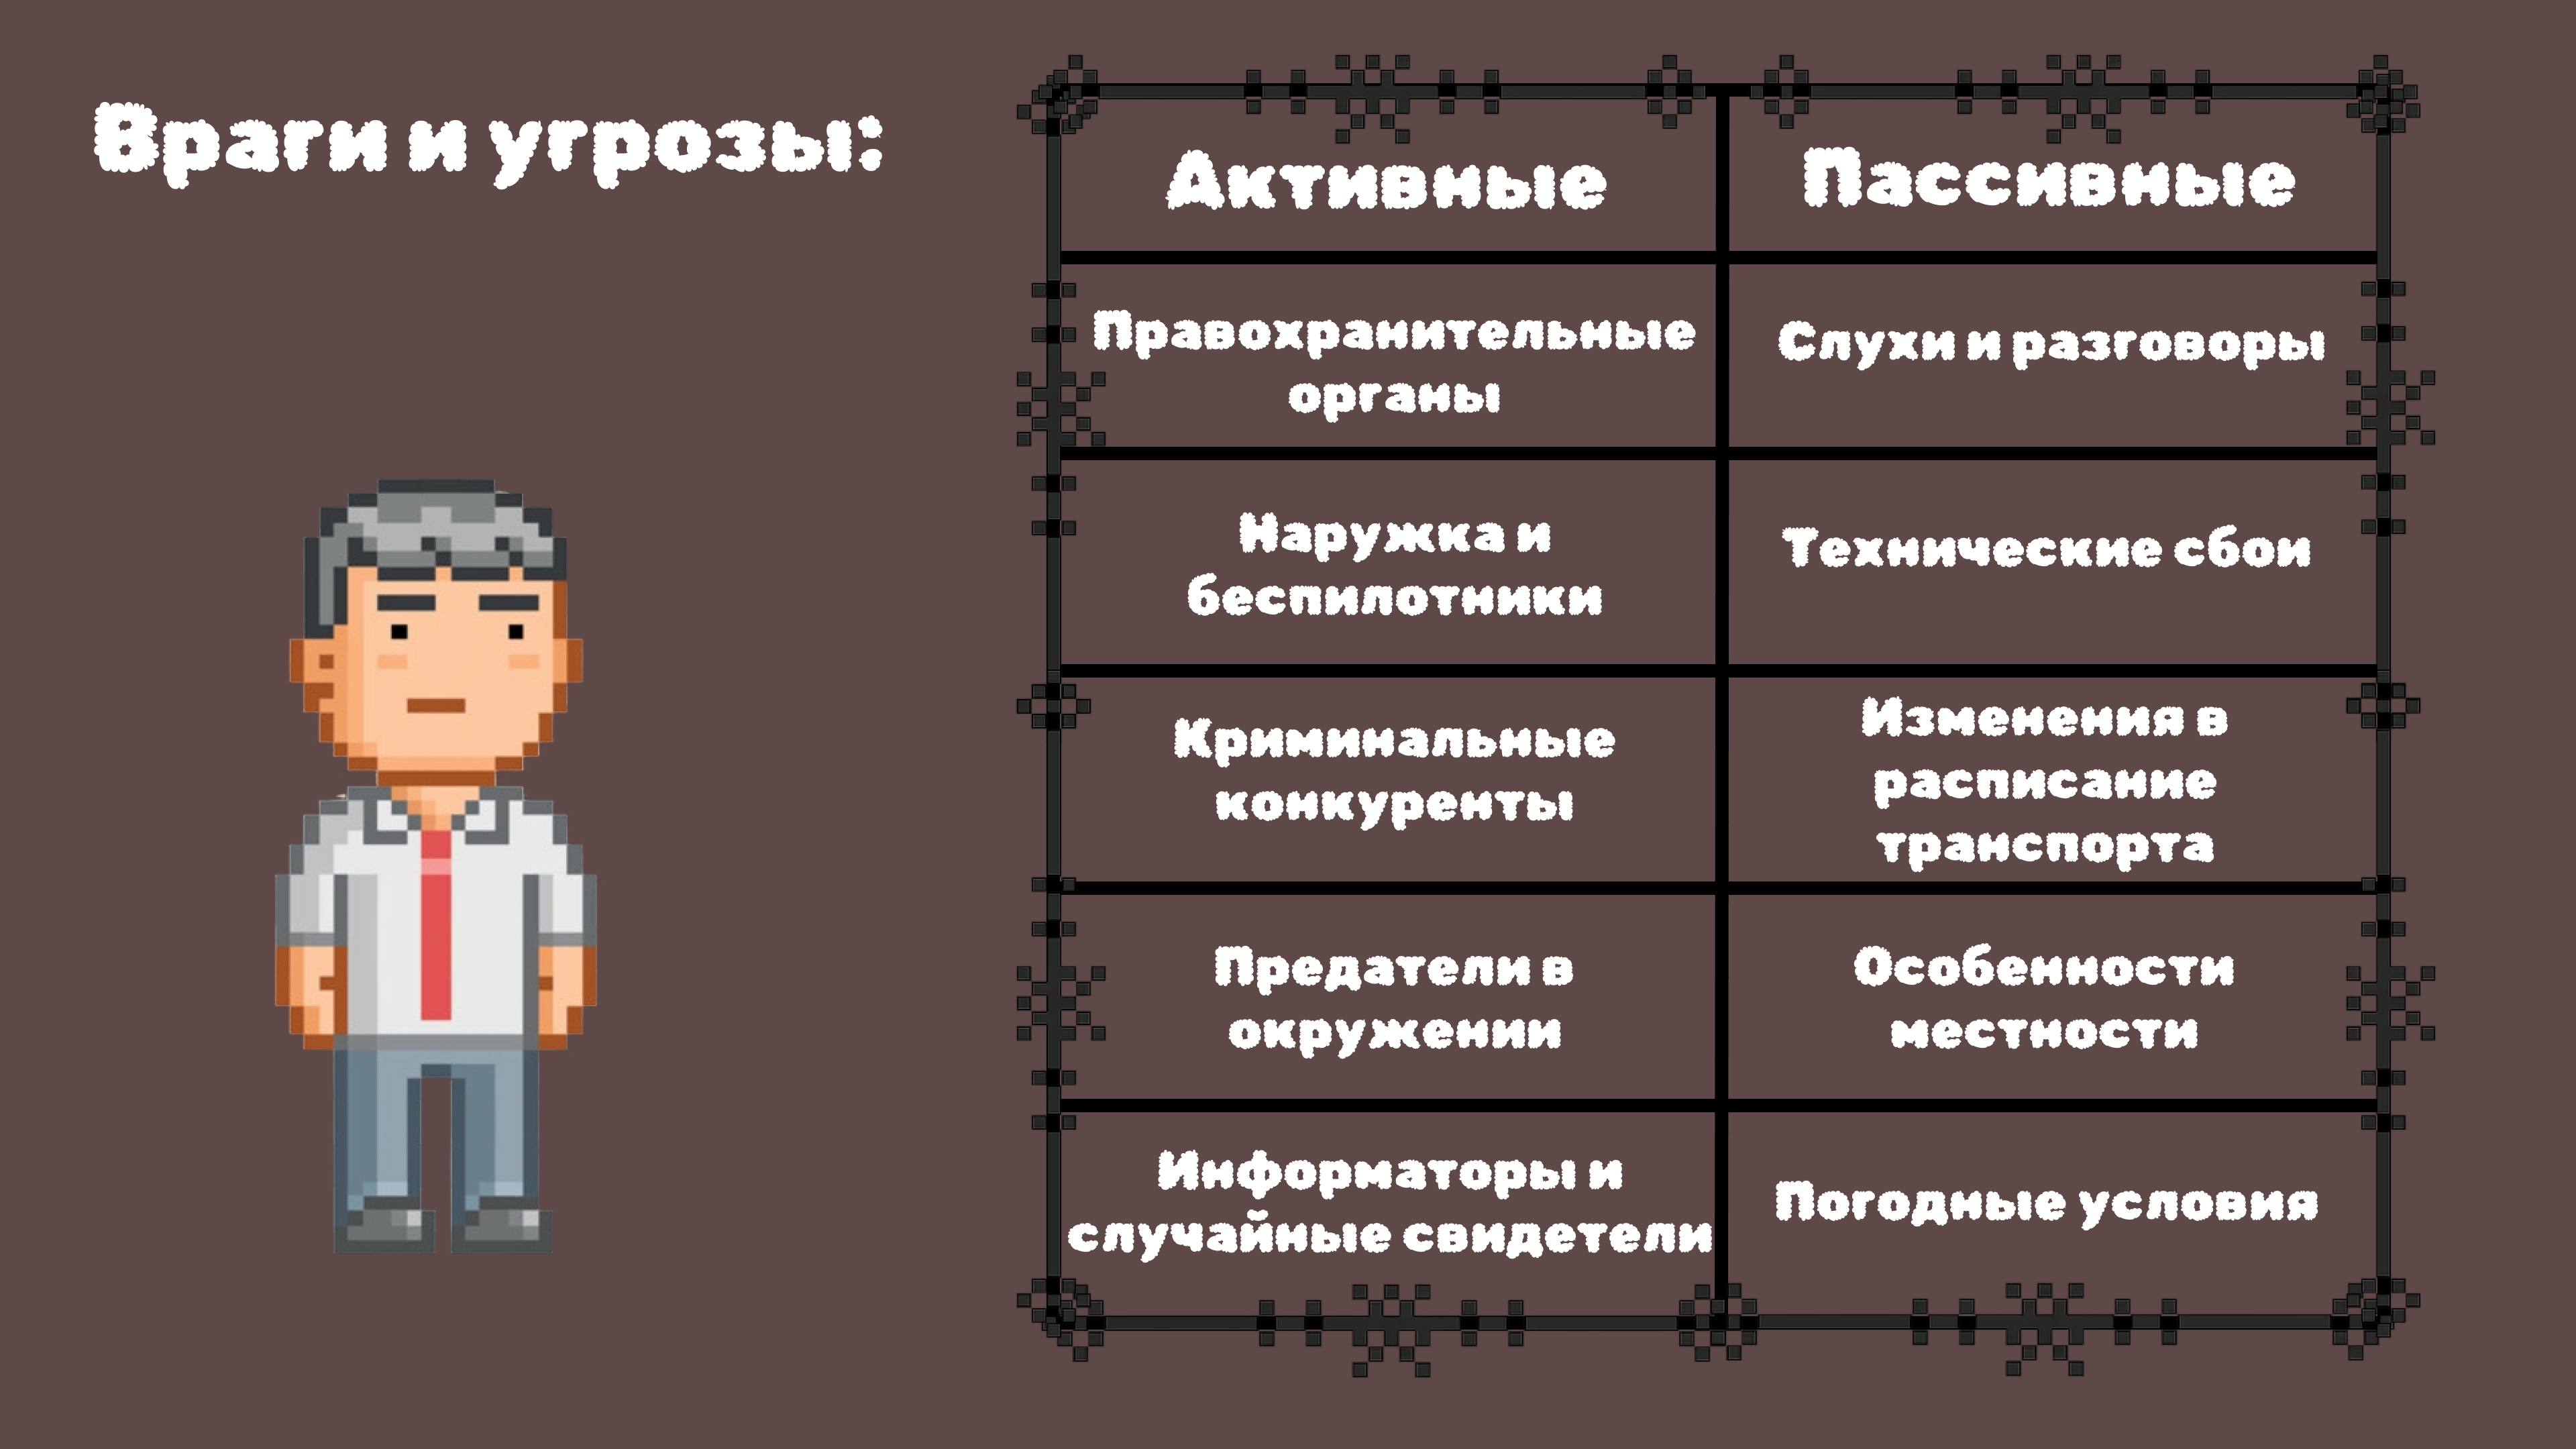 Враги и угрозы:
Активные
Пассивные
Правохранительные
органы
Слухи и разговоры
Наружка и
беспилотники
Технические сбои
Криминальные
конкуренты
Изменения в
расписание
транспорта
Предатели в
окружении
Особенности
местности
Информаторы и
случайные свидетели
Погодные условия